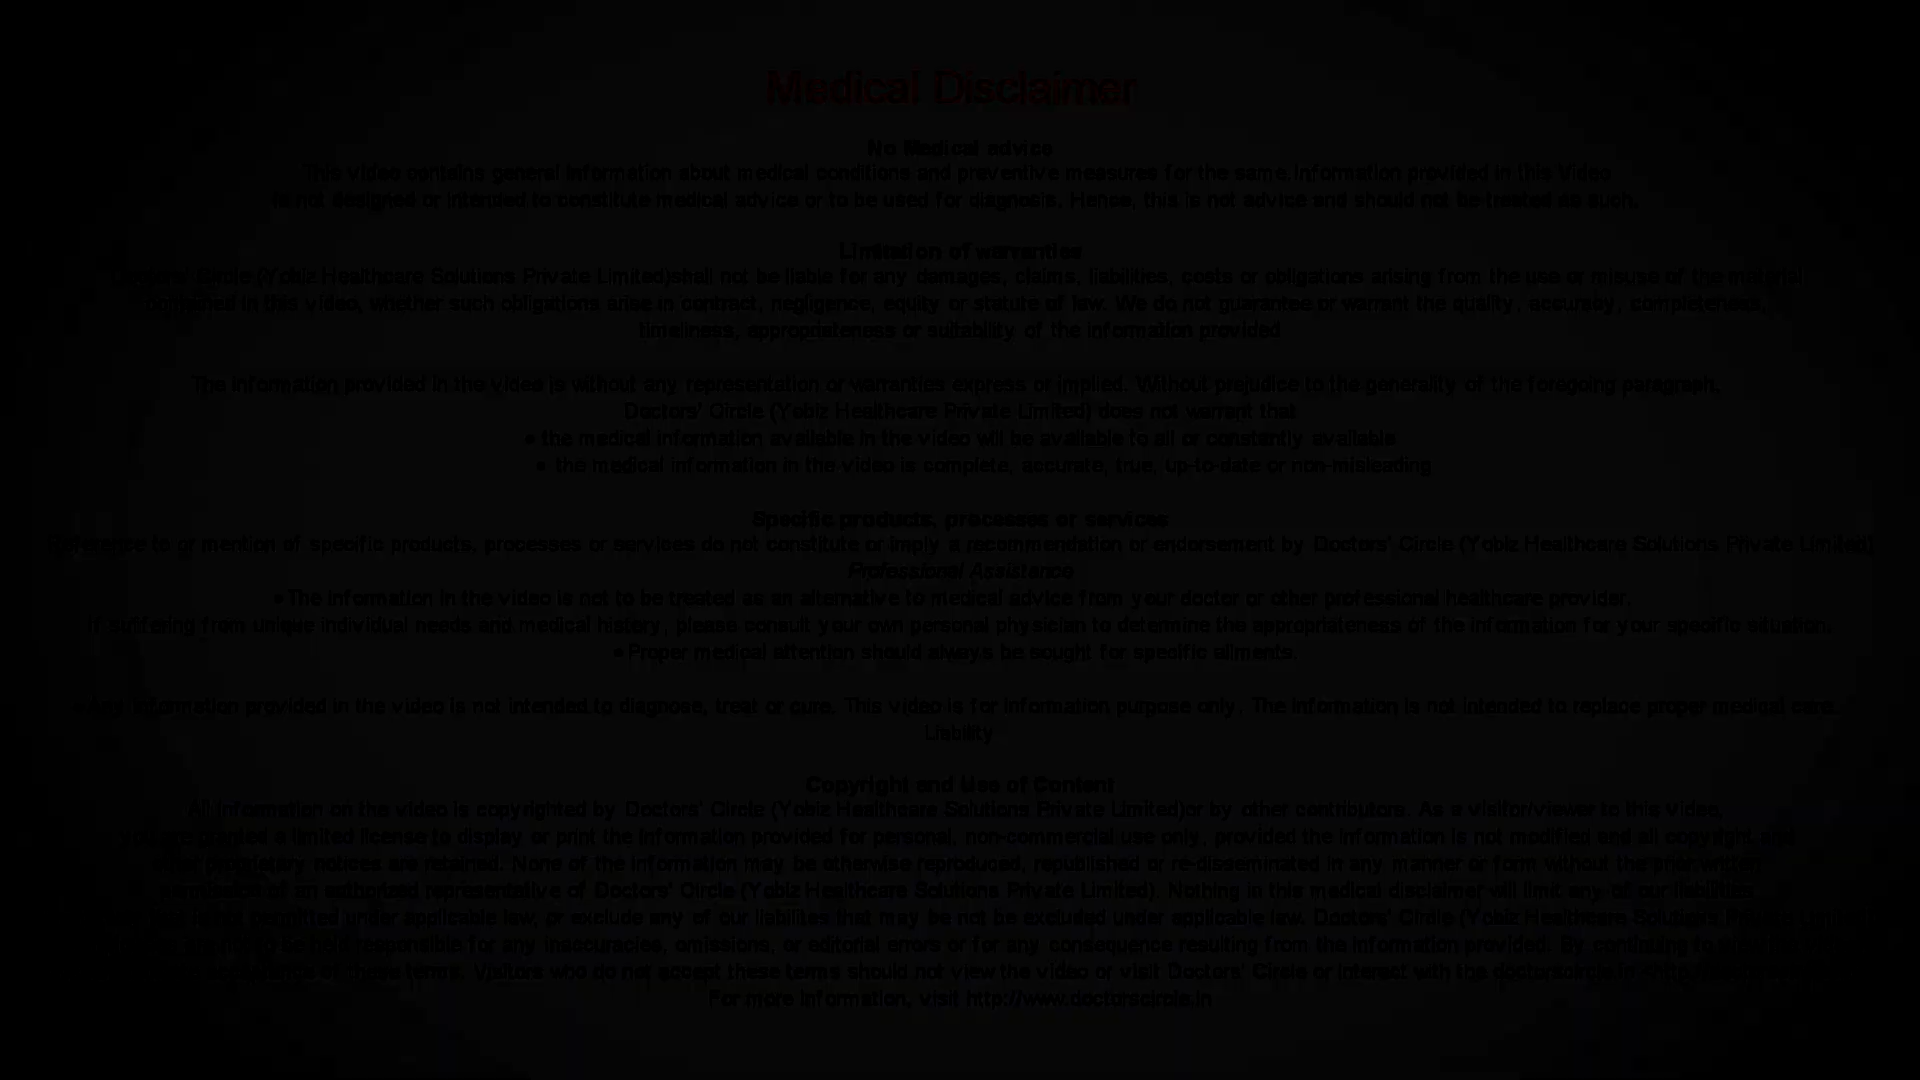 Medical Disclaimer
No Medical advice
This video contains general information about medical conditions and preventive measures for the same.Information provided in this Video
is not designed or intended to constitute medical advice or to be used for diagnosis. Hence, this is not advice and should not be treated as such.
Limitation of warranties
Circle (Yobiz Healthcare Solutions Private Limited)shall not be liable for any damages, claims, liabilities, costs or obligations arising from the use or misuse of the material
contained in this video, whether such obligations arise in contract, negligence, equity or statute of law. We do not guarantee or warrant the quality, accuracy, completeness,
timeliness, appropriateness or suitability of the information provided
The information provided in the video is without any representation or warranties express or implied. Without prejudice to the generality of the foregoing paragraph,
Doctors' Circle (Yobiz Healthcare Private Limited) does not warrant that
• the medical information available in the video will be available to all or constantly available
• the medical information in the video is complete, accurate, true, up-to-date or non-misleading
Specific products, processes or services
Reference to or mention of specific products, processes or services do not constitute or imply a recommendation or endorsement by Doctors' Circle (Yobiz Healthcare Solutions Private Limited)
Professional Assistance
• The information in the video is not to be treated as an alternative to medical advice from your doctor or other professional healthcare provider.
If suffering from unique individual needs and medical history, please consult your own personal physician to determine the appropriateness of the information for your specific situation.
• Proper medical attention should always be sought for specific ailments.
• Any information provided in the video is not intended to diagnose, treat or cure. This video is for information purpose only. The information is not intended to replace proper medical care.
Liability
Copyright and Use of Content
All information on the video is copyrighted by Doctors' Circle (Yobiz Healthcare Solutions Private Limited)or by other contributors. As a visitor/viewer to this video,
you are granted a limited license to display or print the information provided for personal, non-commercial use only, provided the information is not modified and all copyright and
other proprietary notices are retained. None of the information may be otherwise reproduced, republished or re-disseminated in any manner or form without the prior written
permission of an authorised representative of Doctors' Circle (Yobiz Healthcare Solutions Private Limited). Nothing in this medical disclaimer will limit any of our liabilities
permitted under applicable law, or exclude any of our liabilities that may be not be excluded under applicable law. Doctors' Circle (Yobiz Healthcare Solutions Private
responsible for any inaccuracies, omissions, or editorial errors or for any consequence resulting from the information provided. By continuing to
of these terms. Visitors who do not accept these terms should not view the video or visit Doctors' Circle or interact with the
For more information, visit http://www.doctorscircle.in